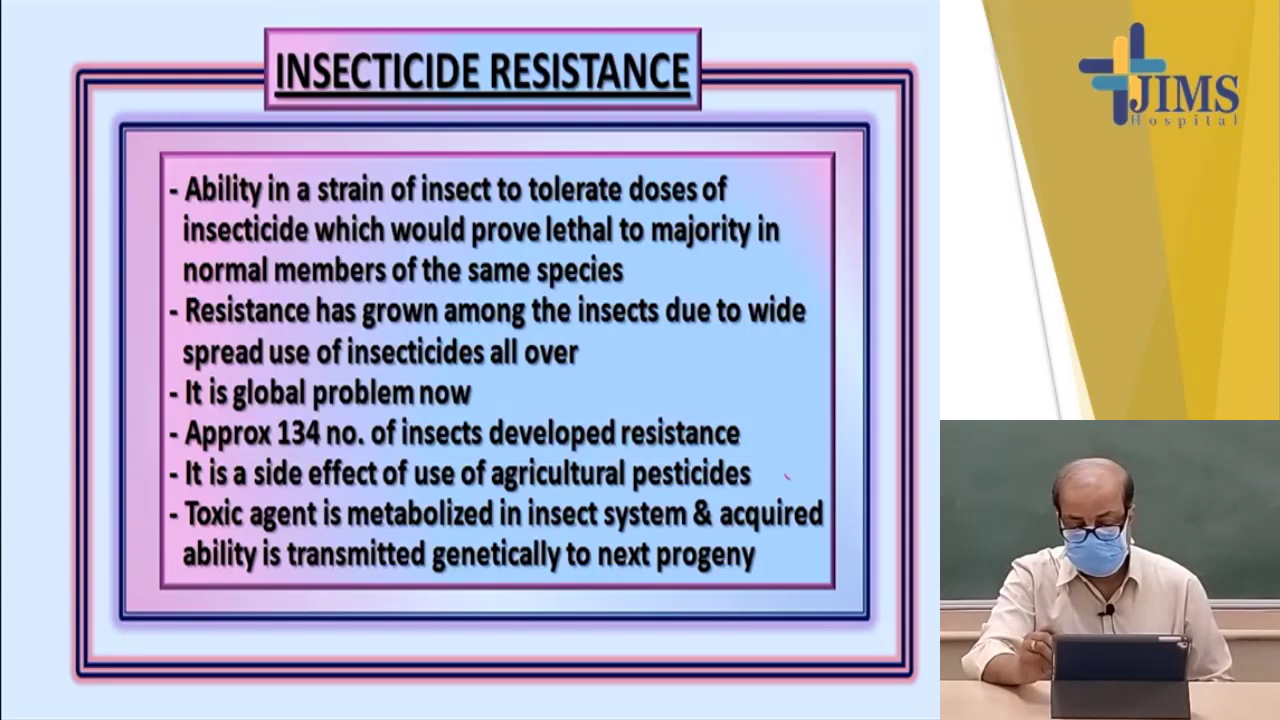 INSECTICIDE RESISTANCE
- Ability in a strain of insect to tolerate doses of
insecticide which would prove lethal to majority in
normal members of the same species
- Resistance has grown among the insects due to wide
spread use of insecticides all over
- It is global problem now
- Approx 134 no. of insects developed resistance
- It is a side effect of use of agricultural pesticides
- Toxic agent is metabolized in insect system & acquired
ability is transmitted genetically to next progeny
JIMS
Hospital